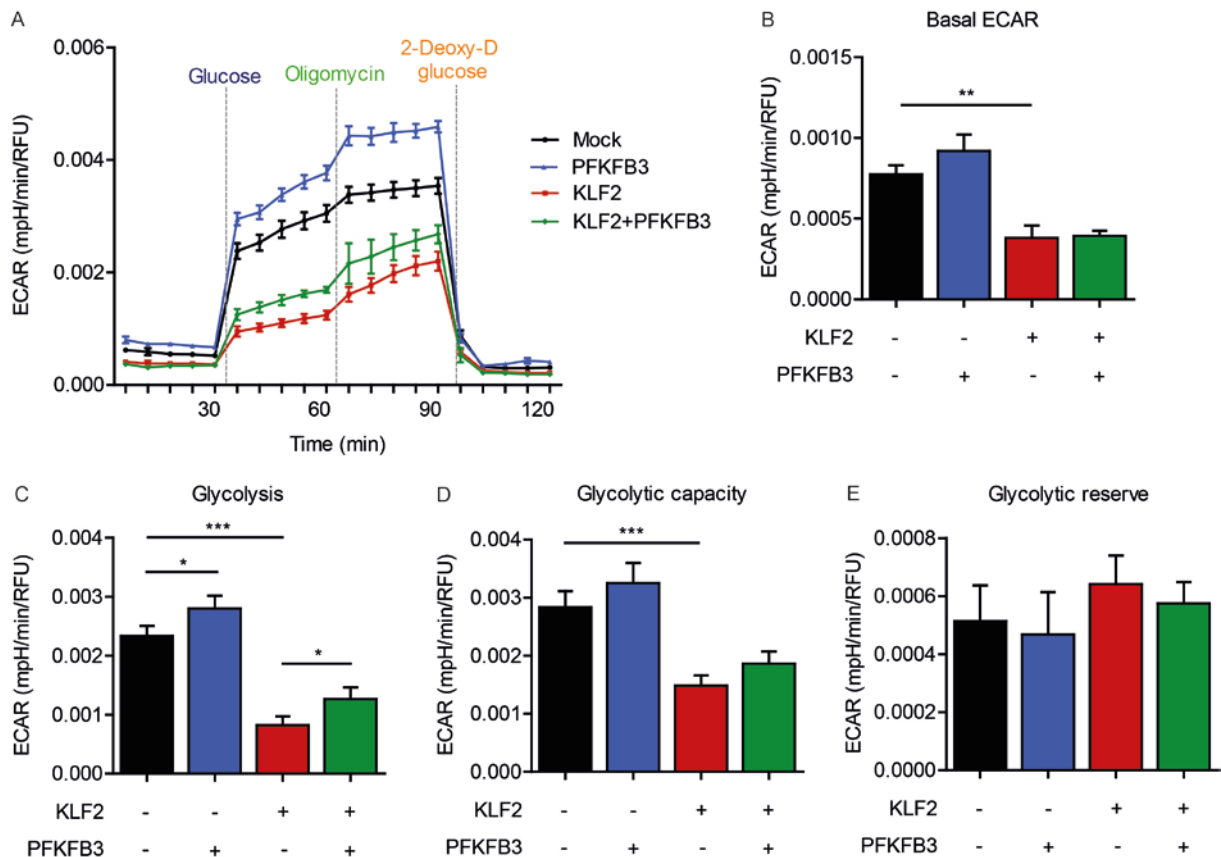 A
0.006
0.004
0.002
0.000
ECAR (mpH/min/RFU)
Glucose
Oligomycin
2-Deoxy-D
glucose
Mock
PFKFB3
KLF2
KLF2+PFKFB3
30
60
90
120
Time (min)
B
Basal ECAR
0.0015
0.0010
0.0005
0.0000
ECAR (mpH/min/RFU)
**
KLF2 - - + +
PFKFB3 - + - +
C
Glycolysis
0.004
0.003
0.002
0.001
0.000
ECAR (mpH/min/RFU)
***
*
*
KLF2 - - + +
PFKFB3 - + - +
D
Glycolytic capacity
0.004
0.003
0.002
0.001
0.000
ECAR (mpH/min/RFU)
***
KLF2 - - + +
PFKFB3 - + - +
E
Glycolytic reserve
0.0008
0.0006
0.0004
0.0002
0.0000
ECAR (mpH/min/RFU)
KLF2 - - + +
PFKFB3 - + - +